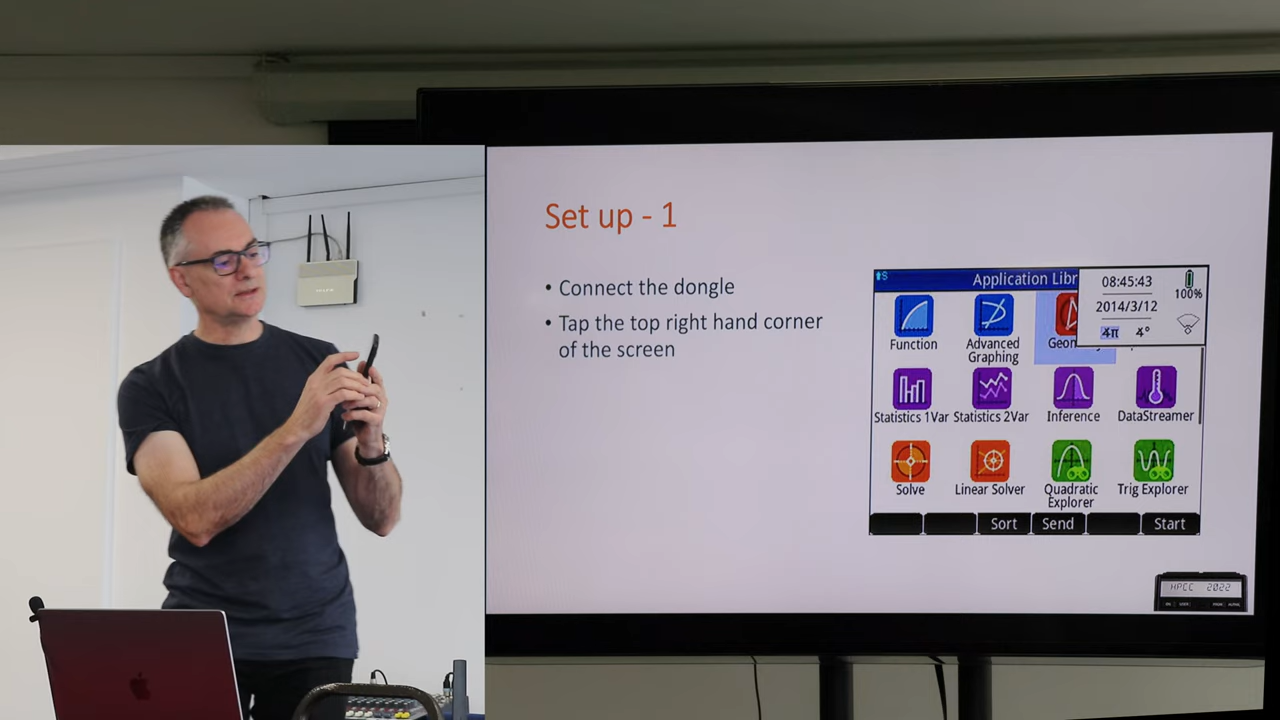 Set up - 1
• Connect the dongle
• Tap the top right hand corner
of the screen
Application Libr
08:45:43
2014/3/12
100%
Function
Advanced
Graphing
Statistics 1Var
Statistics 2Var
Inference
DataStreamer
Solve
Linear Solver
Quadratic
Explorer
Trig Explorer
Sort
Send
Start
HPCC 2022